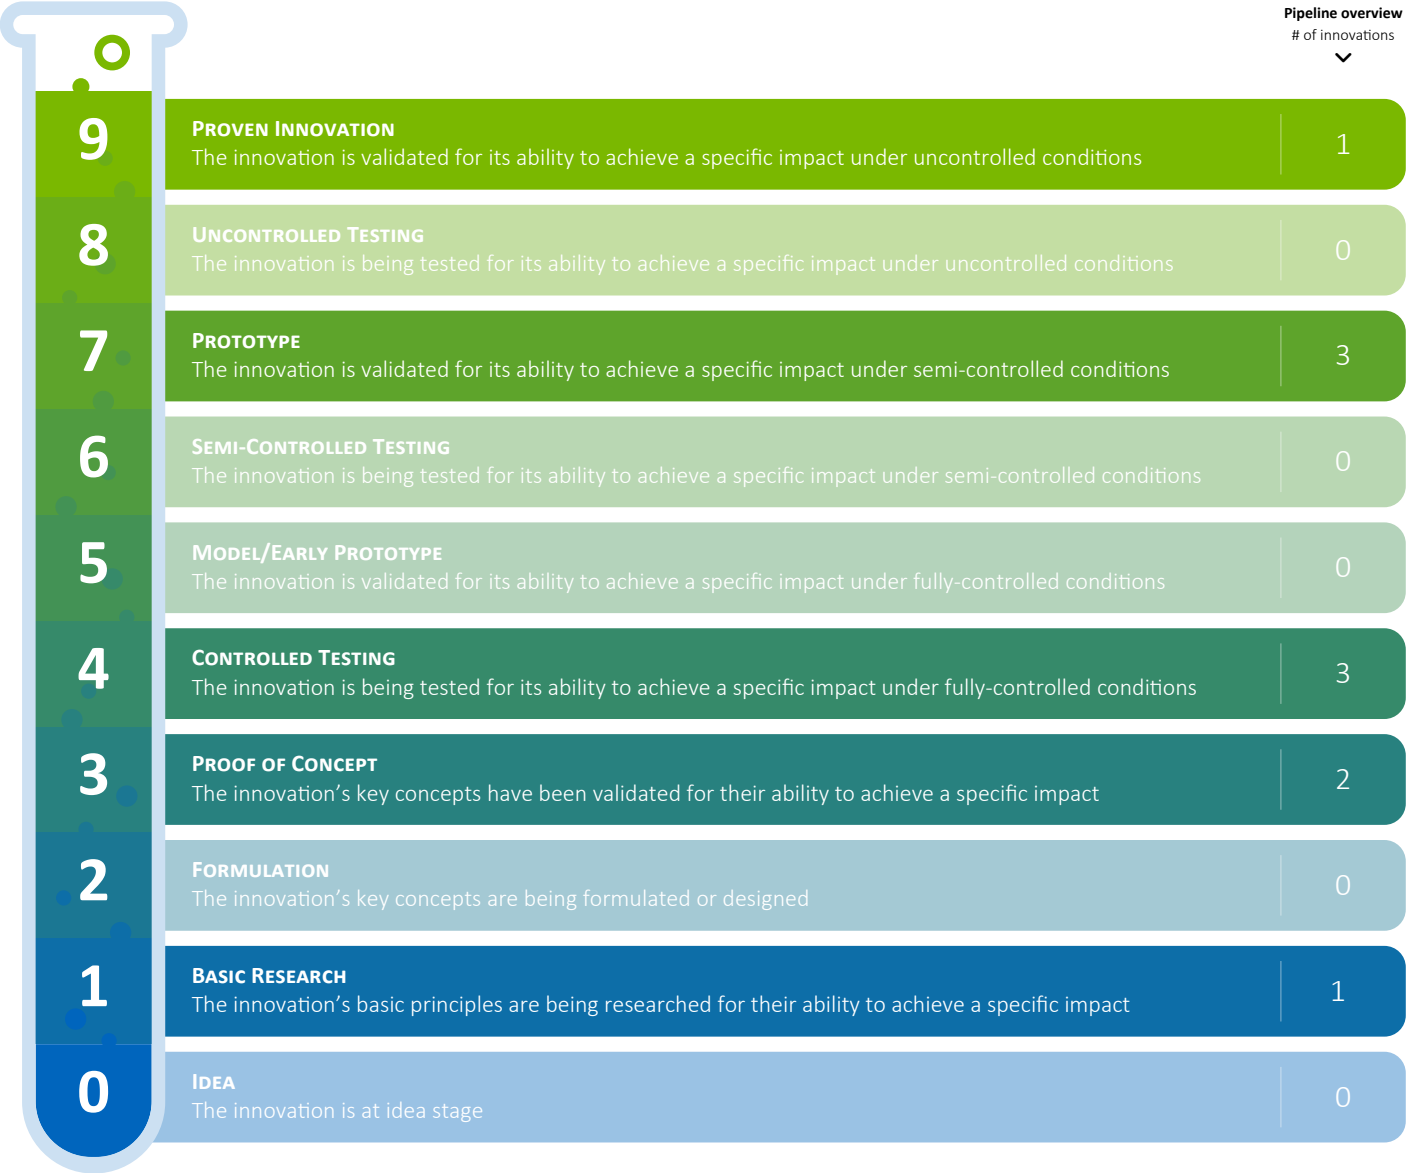 Pipeline overview
# of innovations
9
PROVEN INNOVATION
The innovation is validated for its ability to achieve a specific impact under uncontrolled conditions
1
8
UNCONTROLLED TESTING
The innovation is being tested for its ability to achieve a specific impact under uncontrolled conditions
0
7
PROTOTYPE
The innovation is validated for its ability to achieve a specific impact under semi-controlled conditions
3
6
SEMI-CONTROLLED TESTING
The innovation is being tested for its ability to achieve a specific impact under semi-controlled conditions
0
5
MODEL/EARLY PROTOTYPE
The innovation is validated for its ability to achieve a specific impact under fully-controlled conditions
0
4
CONTROLLED TESTING
The innovation is being tested for its ability to achieve a specific impact under fully-controlled conditions
3
3
PROOF OF CONCEPT
The innovation’s key concepts have been validated for their ability to achieve a specific impact
2
2
FORMULATION
The innovation’s key concepts are being formulated or designed
0
1
BASIC RESEARCH
The innovation’s basic principles are being researched for their ability to achieve a specific impact
1
0
IDEA
The innovation is at idea stage
0